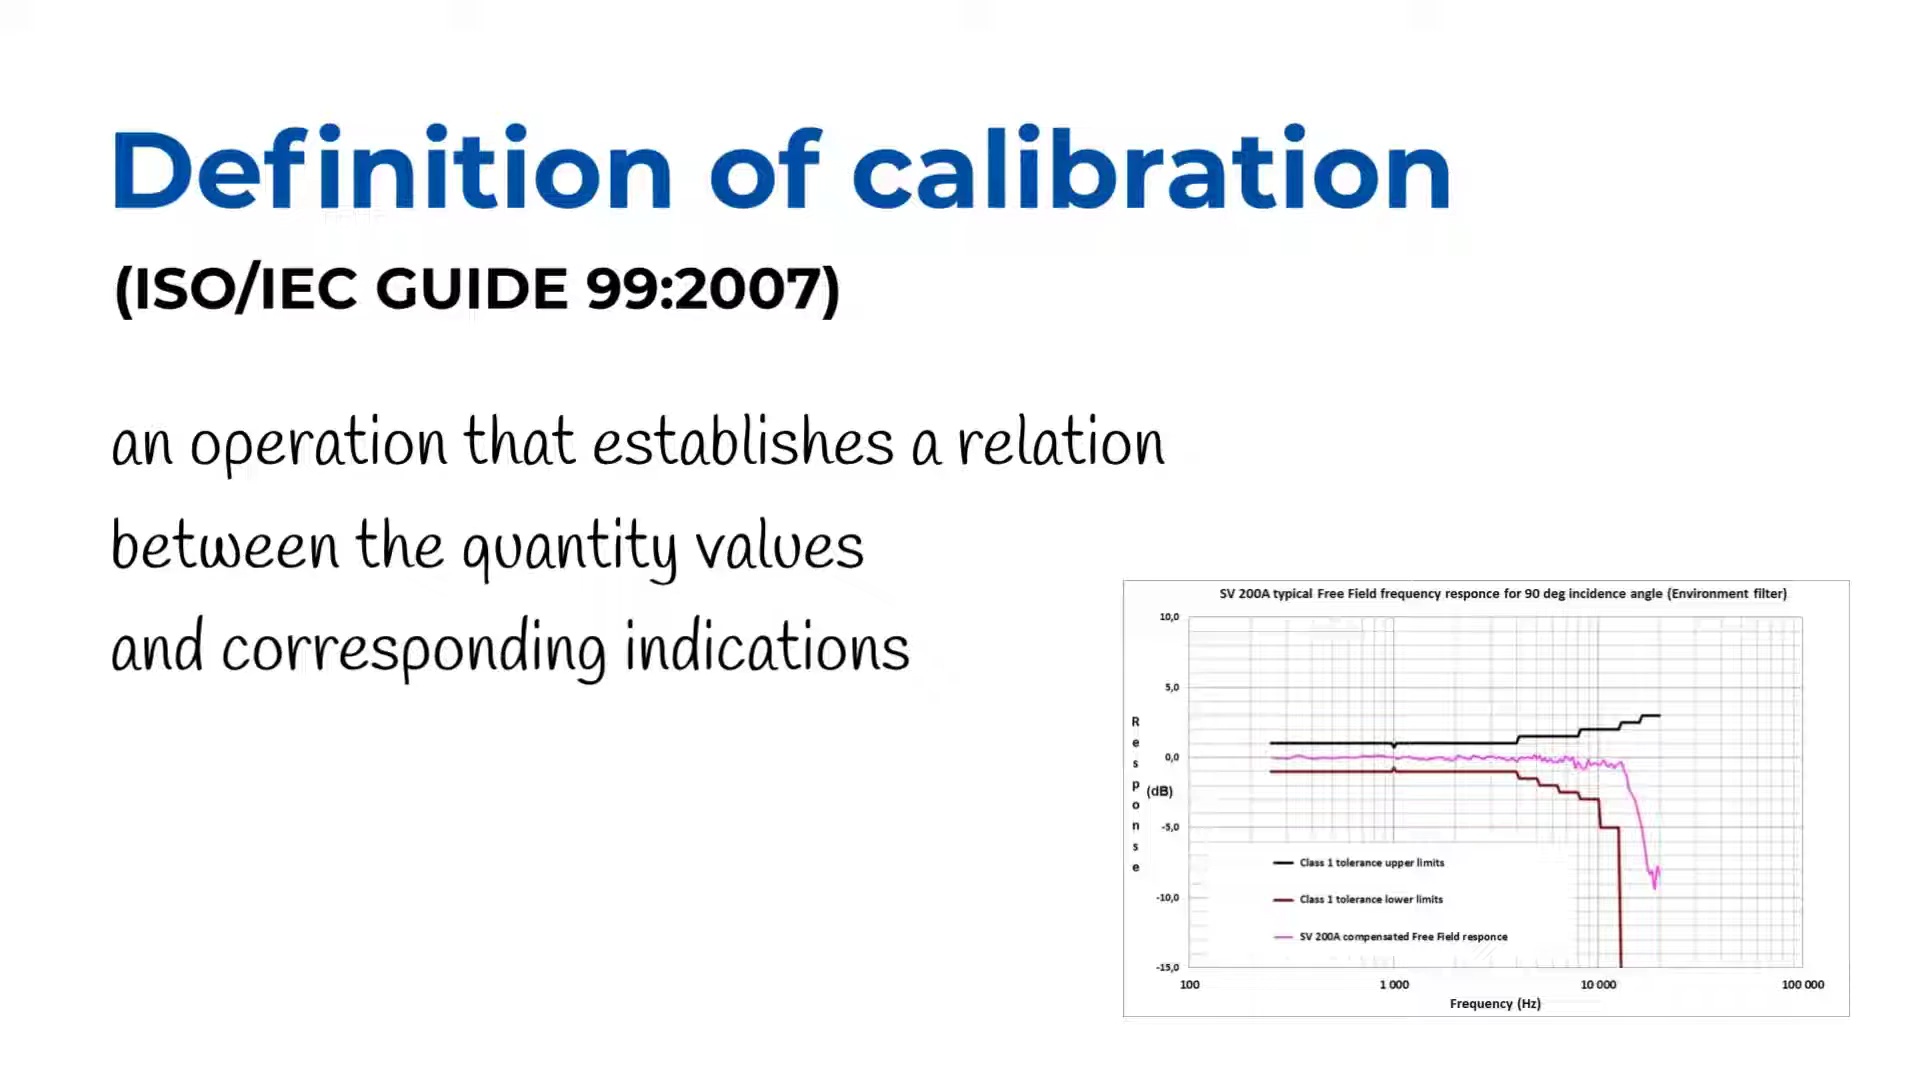 Definition of calibration
(ISO/IEC GUIDE 99:2007)
an operation that establishes a relation
between the quantity values
and corresponding indications
SV 200A typical Free Field frequency responce for 90 deg incidence angle (Environment filter)
10,0
5,0
0,0
-5,0
-10,0
-15,0
Response
(dB)
Class 1 tolerance upper limits
Class 1 tolerance lower limits
SV 200A compensated Free Field responce
100
1 000
10 000
100 000
Frequency (Hz)